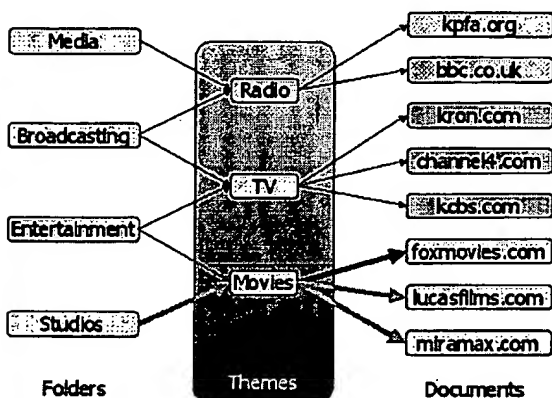 Media
Broadcasting
Entertainment
Studios
Folders
Radio
TV
Movies
Themes
kpfa.org
bbc.co.uk
kron.com
channel4.com
kcbs.com
foxmovies.com
lucasfilms.com
miramax.com
Documents